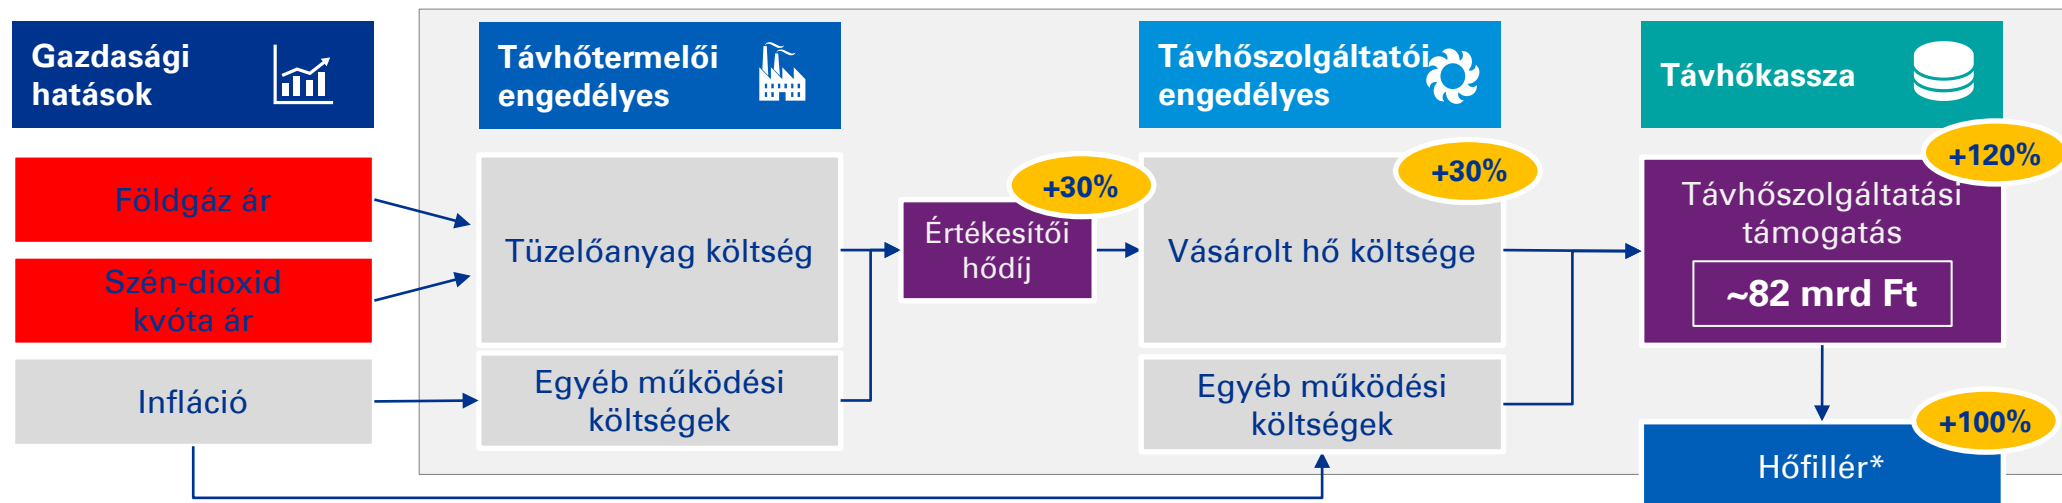 Gazdasági
hatások
Távhőtermelői
engedélyes
Távhőszolgáltatói
engedélyes
Távhőkassza
Földgáz ár
Szén-dioxid
kvóta ár
Infláció
Tüzelőanyag költség
Egyéb működési
költségek
+30%
Értékesítői
hődíj
+30%
Vásárolt hő költsége
Egyéb működési
költségek
+120%
Távhőszolgáltatási
támogatás
~82 mrd Ft
+100%
Hőfillér*